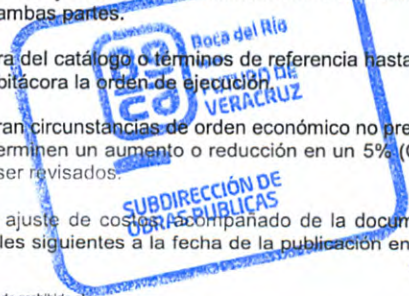 ambas partes.
ra del catálogo o términos de referencia hasta
bitácora la orden de ejecución,
ran circunstancias de orden económico no pre
erminen un aumento o reducción en un 5% (C
ser revisados.
ajuste de costos, acompañado de la docum
les siguientes a la fecha de la publicación en
Boca del Río
VERACRUZ
SUBDIRECCIÓN DE
OBRAS PÚBLICAS